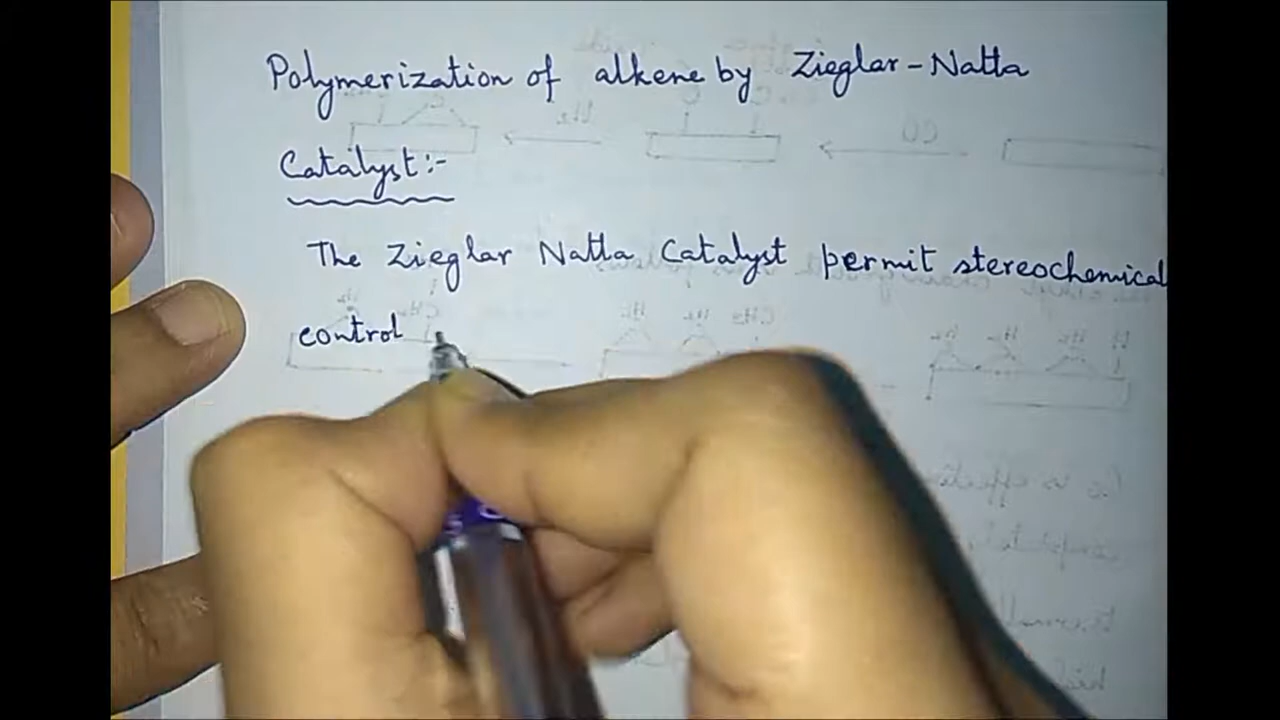 Polymerization of alkene by Zieglar-Natta
Catalyst:-
The Zieglar Natta Catalyst permit stereochemical
control